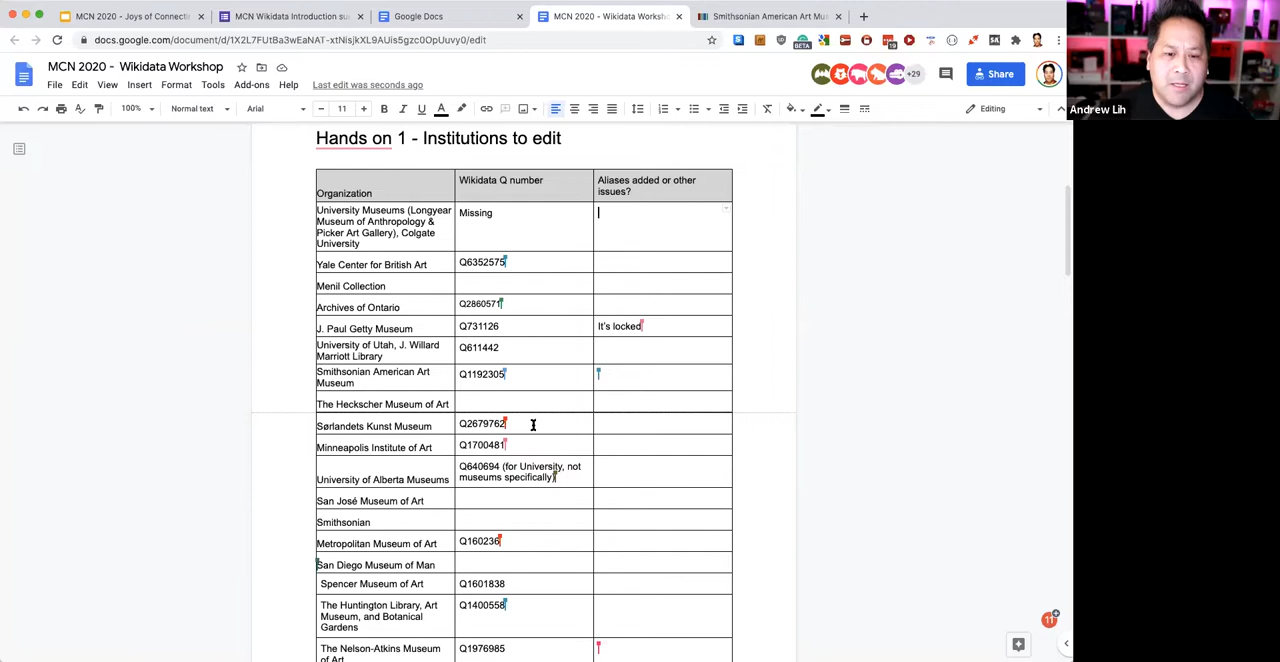 MCN 2020 - Joys of Connecti
MCN Wikidata Introduction su
Google Docs
MCN 2020 - Wikidata Worksho
Smithsonian American Art Mu
docs.google.com/document/d/1X2L7FUtBa3wEaNAT-xtNisjkXL9AUis5gzc0OpUuvy0/edit
BETA
19
MCN 2020 - Wikidata Workshop
File Edit View Insert Format Tools Add-ons Help
Last edit was seconds ago
+29
Share
100%
Normal text
Arial
11
Editing
Andrew Lih
Hands on 1 - Institutions to edit
Organization
Wikidata Q number
Aliases added or other
issues?
University Museums (Longyear
Museum of Anthropology &
Picker Art Gallery), Colgate
University
Missing
Yale Center for British Art
Q6352575
Menil Collection
Archives of Ontario
Q2860571
J. Paul Getty Museum
Q731126
It's locked
University of Utah, J. Willard
Marriott Library
Q611442
Smithsonian American Art
Museum
Q1192305
The Heckscher Museum of Art
Sørlandets Kunst Museum
Q2679762
Minneapolis Institute of Art
Q1700481
University of Alberta Museums
Q640694 (for University, not
museums specifically)
San José Museum of Art
Smithsonian
Metropolitan Museum of Art
Q160236
San Diego Museum of Man
Spencer Museum of Art
Q1601838
The Huntington Library, Art
Museum, and Botanical
Gardens
Q1400558
The Nelson-Atkins Museum
of Art
Q1976985
11